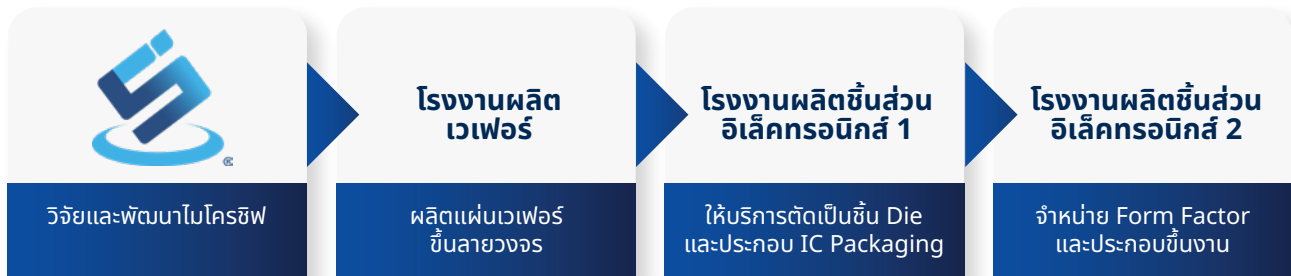 วิจัยและพัฒนาไมโครชิฟ
โรงงานผลิต
เวเฟอร์
ผลิตแผ่นเวเฟอร์
ขึ้นลายวงจร
โรงงานผลิตชิ้นส่วน
อิเล็คทรอนิกส์ 1
ให้บริการตัดเป็นชิ้น Die
และประกอบ IC Packaging
โรงงานผลิตชิ้นส่วน
อิเล็คทรอนิกส์ 2
จำหน่าย Form Factor
และประกอบขึ้นงาน